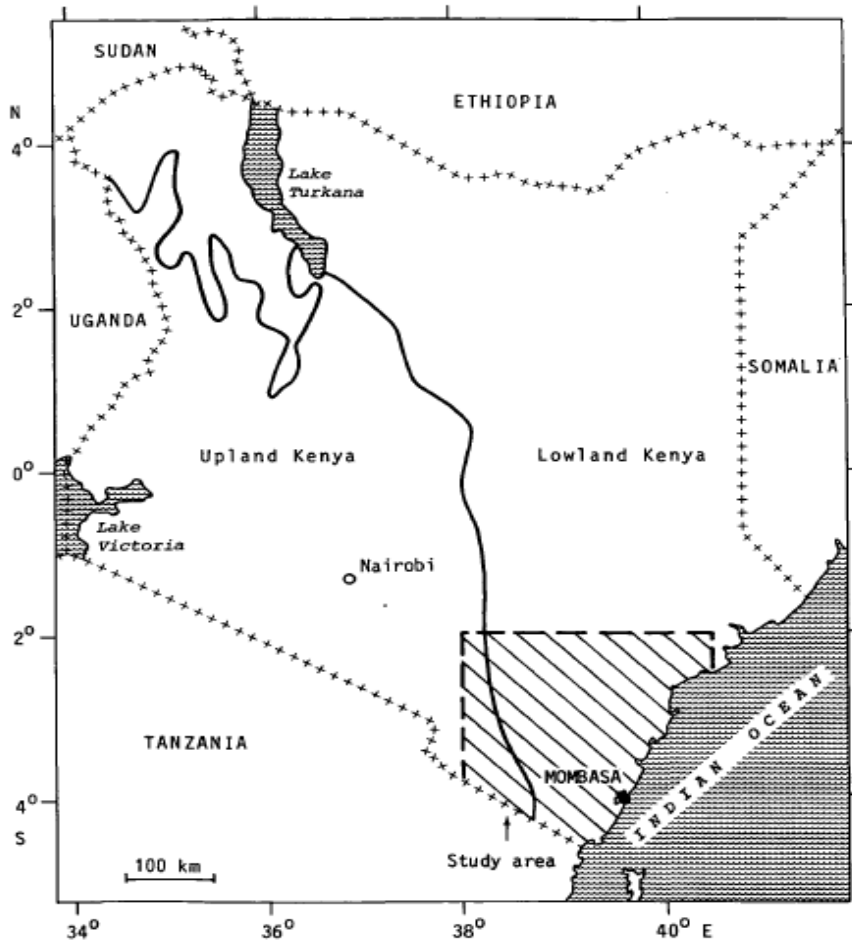 SUDAN
ETHIOPIA
N
4°
Lake
Turkana
2°
UGANDA
SOMALIA
Upland Kenya
Lowland Kenya
0°
Lake
Victoria
Nairobi
2°
TANZANIA
MOMBASA
INDIAN OCEAN
4°
S
Study area
100 km
34°
36°
38°
40° E